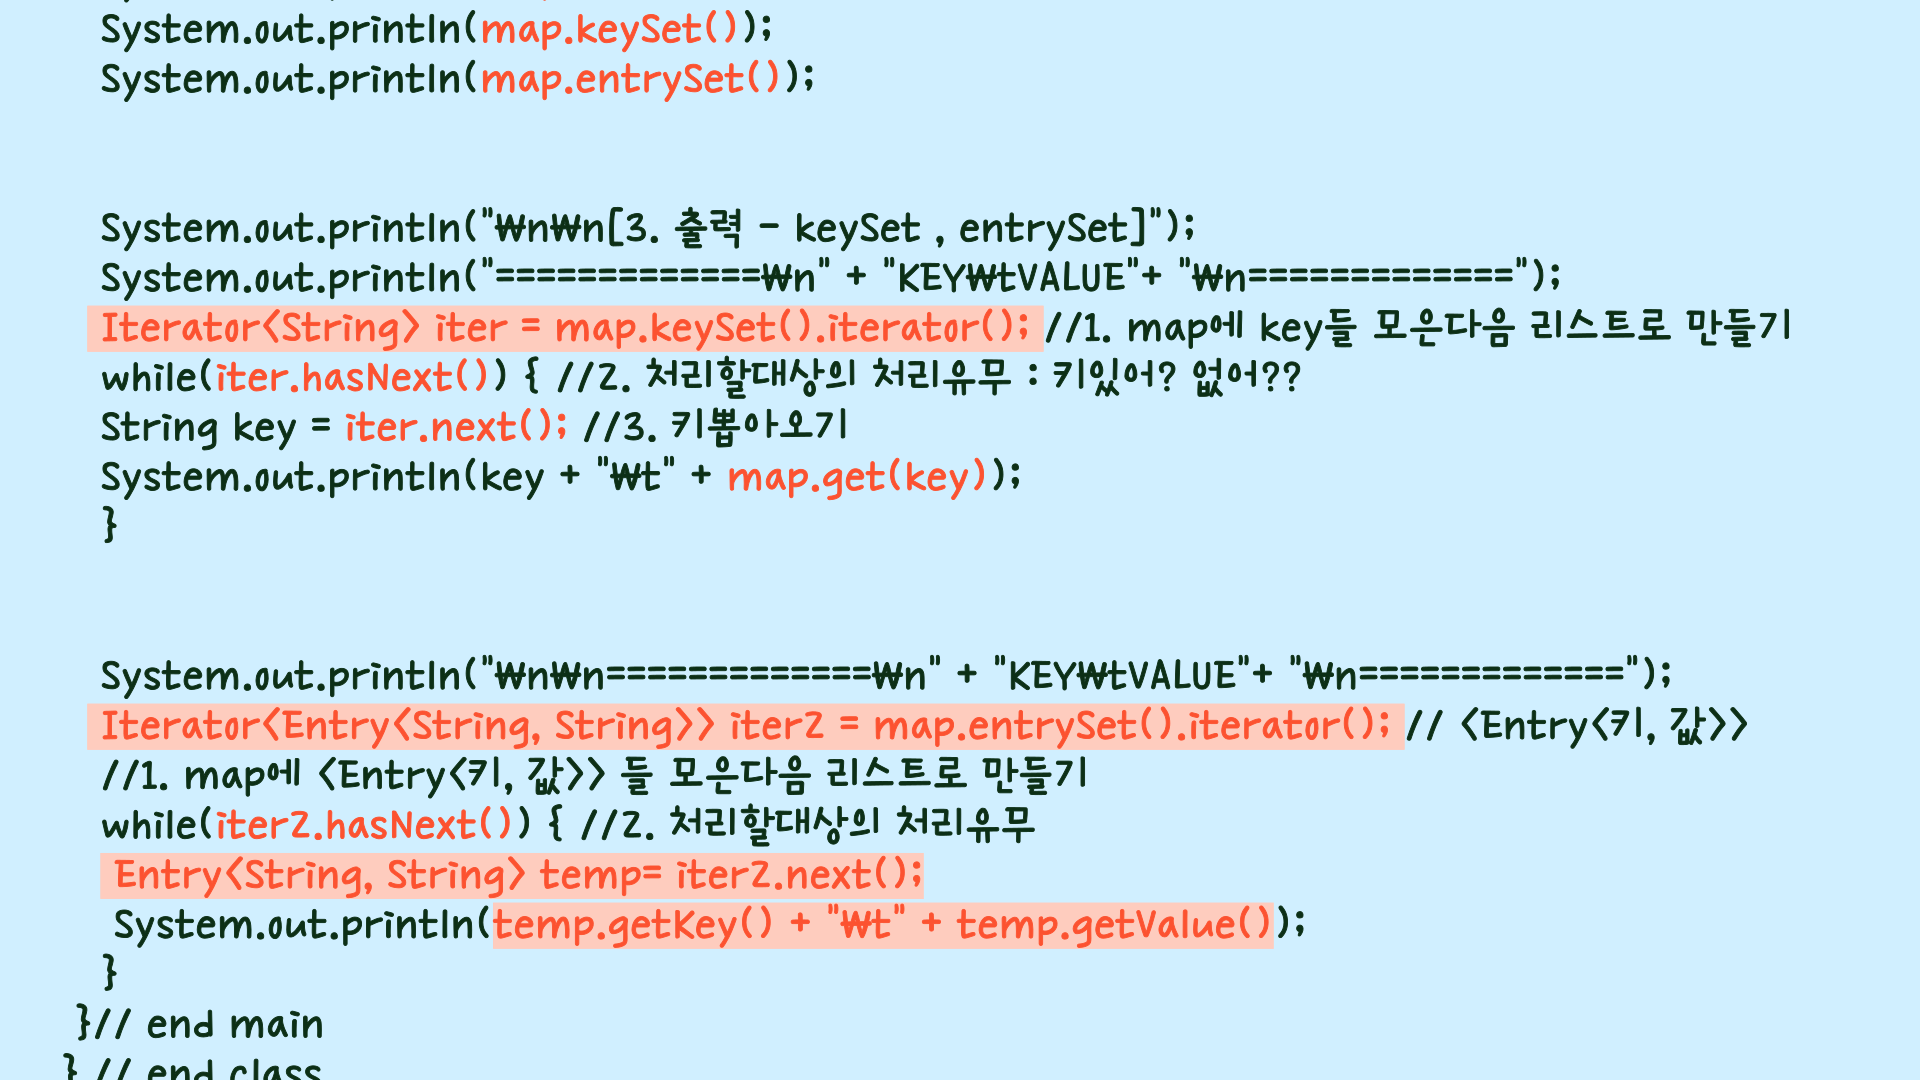 System.out.println(map.keySet());
System.out.println(map.entrySet());
System.out.println("₩n₩n[3. 출력 - keySet , entrySet]");
System.out.println("=============₩n" + "KEY₩tVALUE"+ "₩n=============");
Iterator<String> iter = map.keySet().iterator(); //1. map에 key들 모은다음 리스트로 만들기
while(iter.hasNext()) { //2. 처리할대상의 처리유무 : 키있어? 없어??
String key = iter.next(); //3. 키뽑아오기
System.out.println(key + "₩t" + map.get(key));
}
System.out.println("₩n₩n=============₩n" + "KEY₩tVALUE"+ "₩n=============");
Iterator<Entry<String, String>> iter2 = map.entrySet().iterator(); // <Entry<키, 값>>
//1. map에 <Entry<키, 값>> 들 모은다음 리스트로 만들기
while(iter2.hasNext()) { //2. 처리할대상의 처리유무
Entry<String, String> temp= iter2.next();
System.out.println(temp.getKey() + "₩t" + temp.getValue());
}
}// end main
} // end class